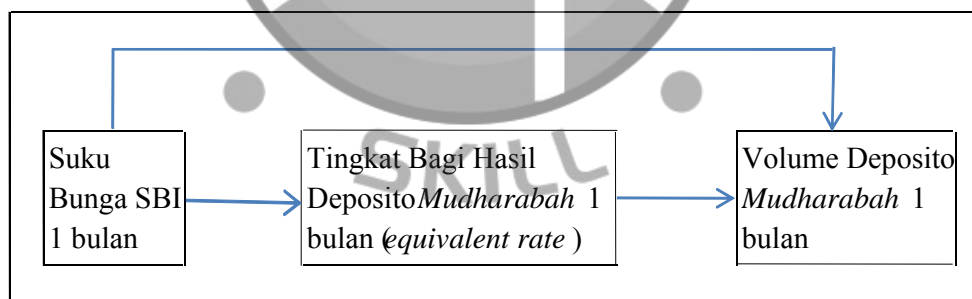 Suku
Bunga SBI
1 bulan
Tingkat Bagi Hasil
Deposito Mudharabah 1
bulan (equivalent rate )
Volume Deposito
Mudharabah 1
bulan
SKILL